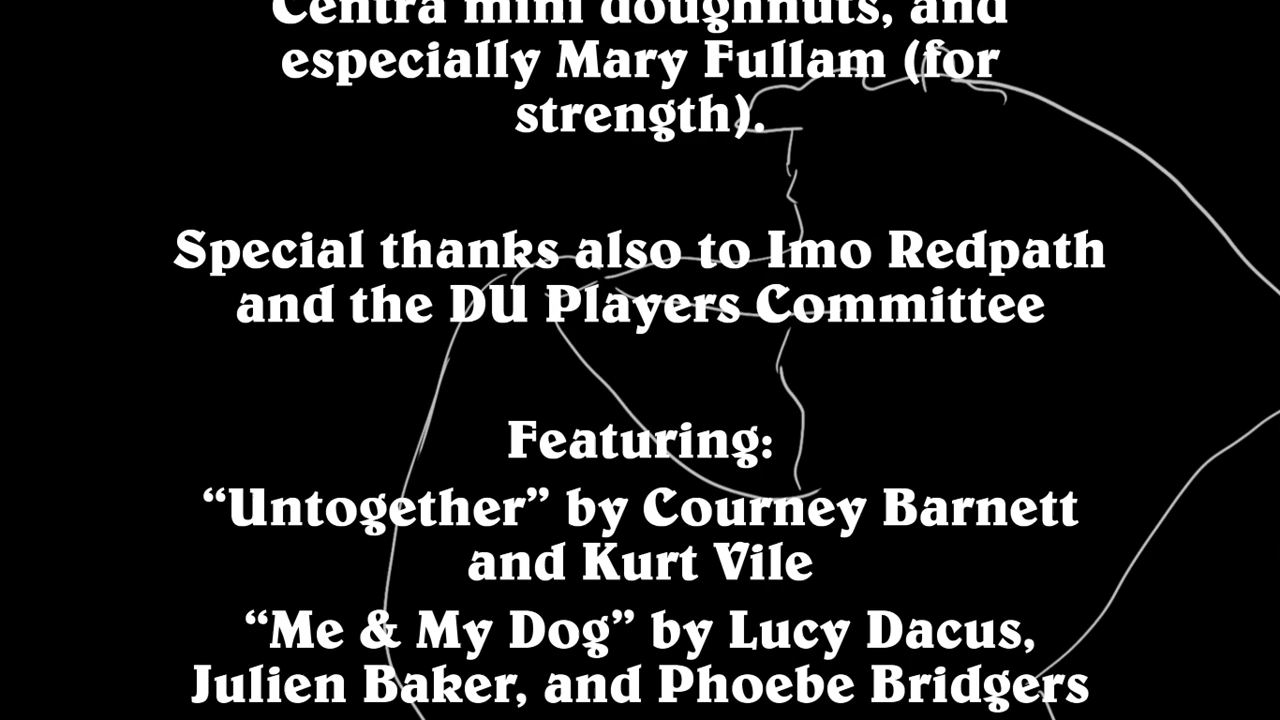 Centra mini doughnuts, and
especially Mary Fullam (for
strength).
Special thanks also to Imo Redpath
and the DU Players Committee
Featuring:
“Untogether” by Courney Barnett
and Kurt Vile
“Me & My Dog” by Lucy Dacus,
Julien Baker, and Phoebe Bridgers